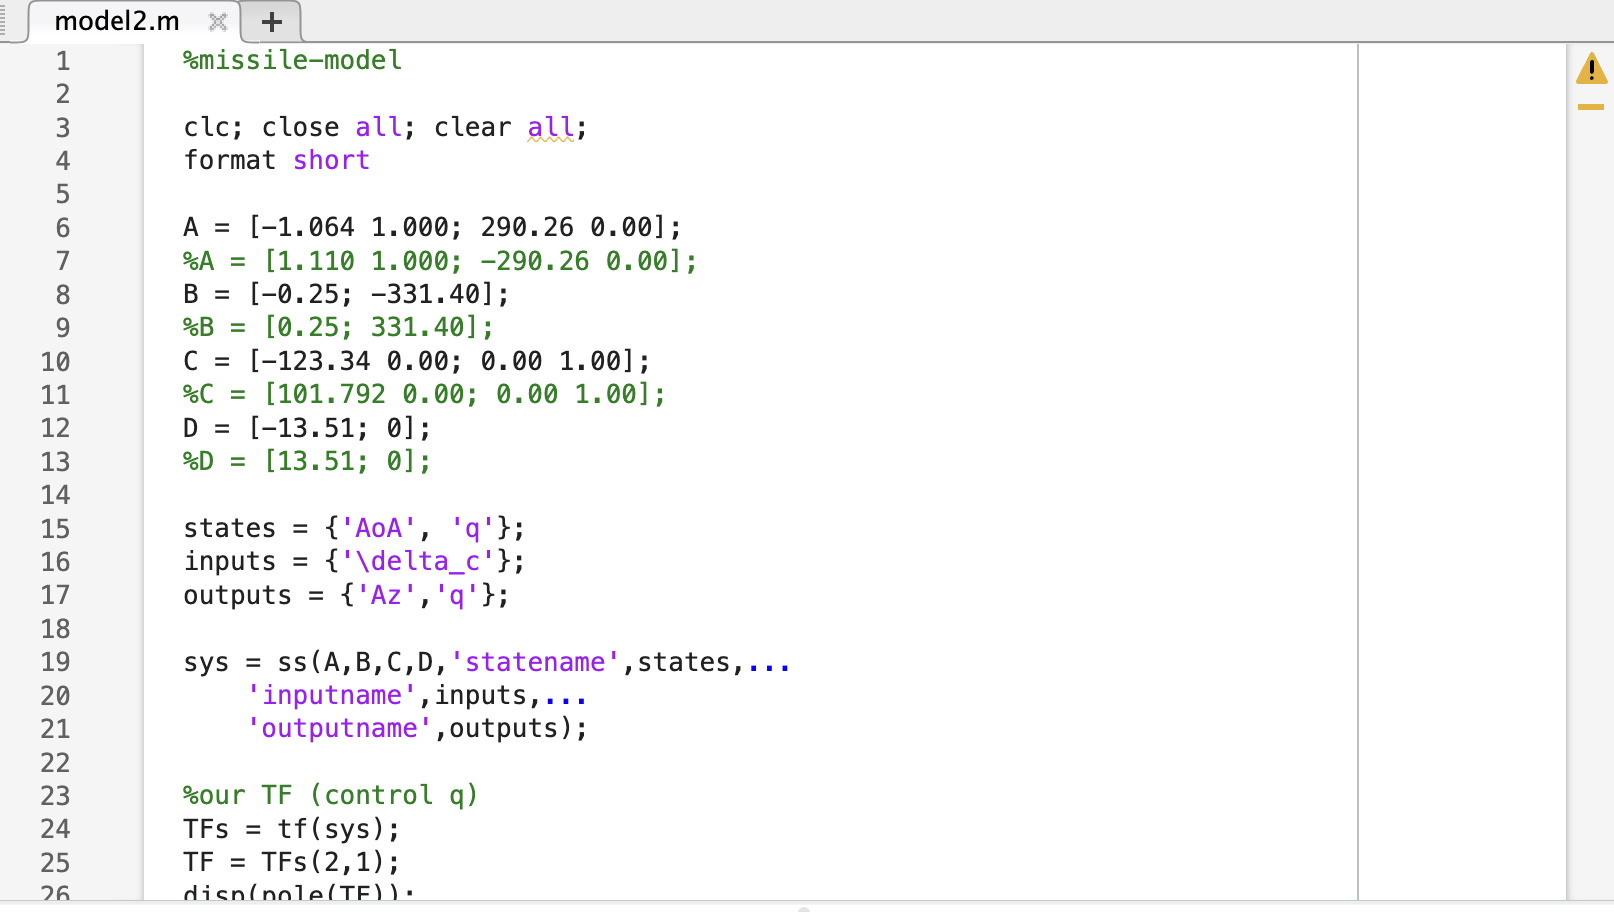 model2.m
1 %missile-model
2
3 clc; close all; clear all;
4 format short
5
6 A = [-1.064 1.000; 290.26 0.00];
7 %A = [1.110 1.000; -290.26 0.00];
8 B = [-0.25; -331.40];
9 %B = [0.25; 331.40];
10 C = [-123.34 0.00; 0.00 1.00];
11 %C = [101.792 0.00; 0.00 1.00];
12 D = [-13.51; 0];
13 %D = [13.51; 0];
14
15 states = {'AoA', 'q'};
16 inputs = {'\delta_c'};
17 outputs = {'Az','q'};
18
19 sys = ss(A,B,C,D,'statename',states,...
20 'inputname',inputs,...
21 'outputname',outputs);
22
23 %our TF (control q)
24 TFs = tf(sys);
25 TF = TFs(2,1);
26 disp(pole(TF));